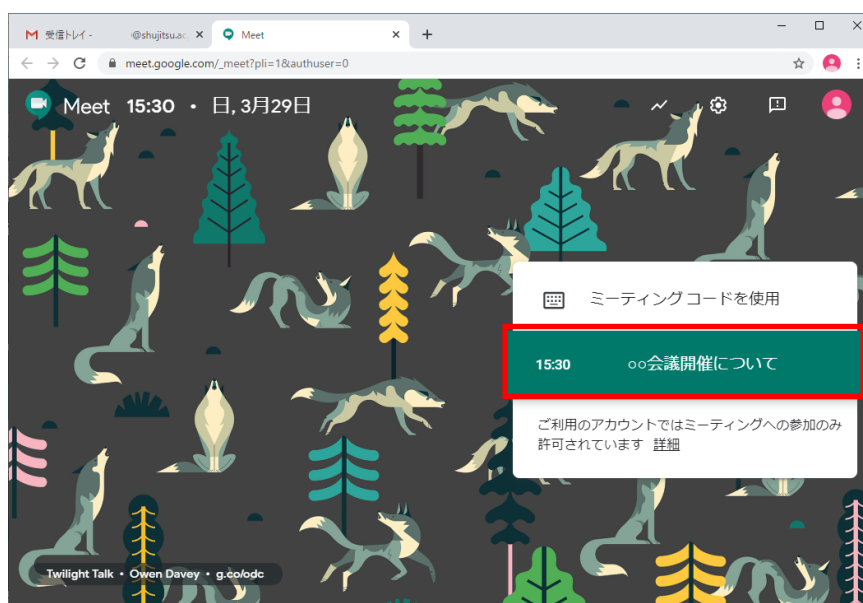 受信トレイ - @shujitsu.ac.
Meet
meet.google.com/_meet?pli=1&authuser=0
Meet 15:30 • 日, 3月29日
ミーティング コードを使用
15:30 ○○会議開催について
ご利用のアカウントではミーティングへの参加のみ
許可されています 詳細
Twilight Talk • Owen Davey • g.co/odc